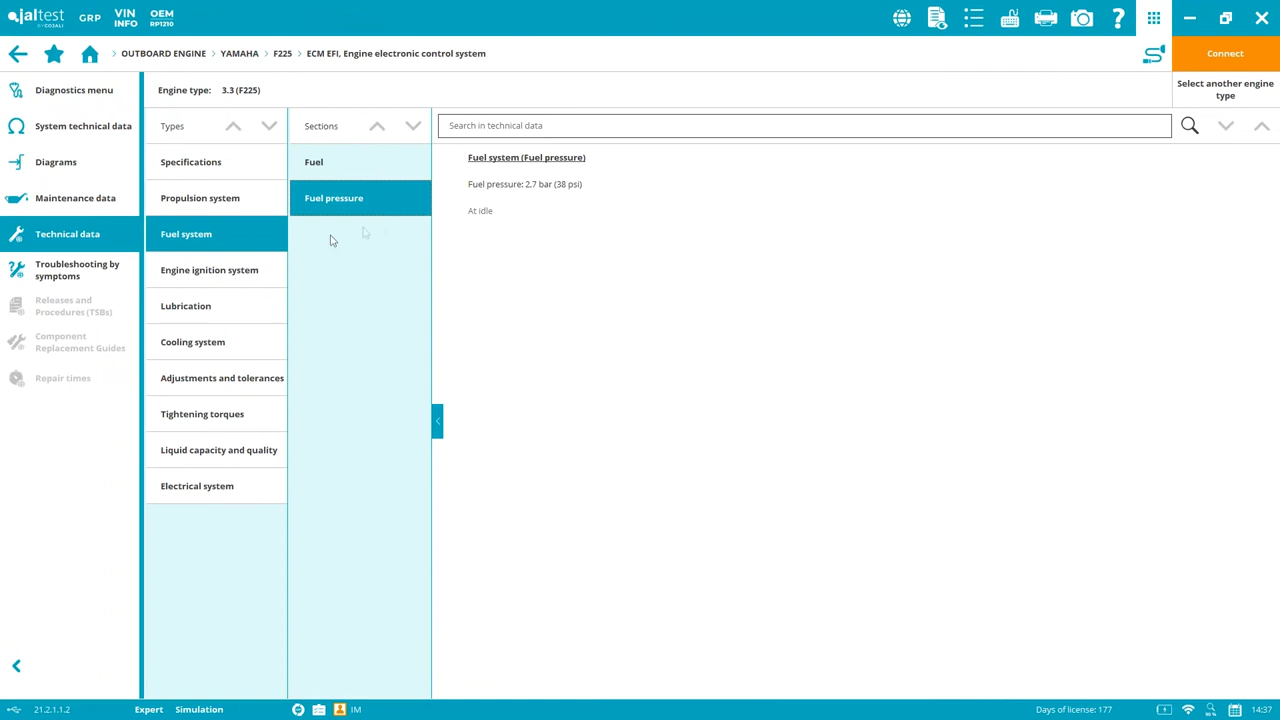 jaltest
BY COJALI
GRP
VIN
INFO
OEM
RP1210
OUTBOARD ENGINE
YAMAHA
F225
ECM EFI, Engine electronic control system
Connect
Diagnostics menu
System technical data
Diagrams
Maintenance data
Technical data
Troubleshooting by
symptoms
Releases and
Procedures (TSBs)
Component
Replacement Guides
Repair times
Engine type: 3.3 (F225)
Select another engine
type
Types
Specifications
Propulsion system
Fuel system
Engine ignition system
Lubrication
Cooling system
Adjustments and tolerances
Tightening torques
Liquid capacity and quality
Electrical system
Sections
Fuel
Fuel pressure
Search in technical data
Fuel system (Fuel pressure)
Fuel pressure: 2,7 bar (38 psi)
At idle
21.2.1.1.2
Expert
Simulation
IM
Days of license: 177
14:37